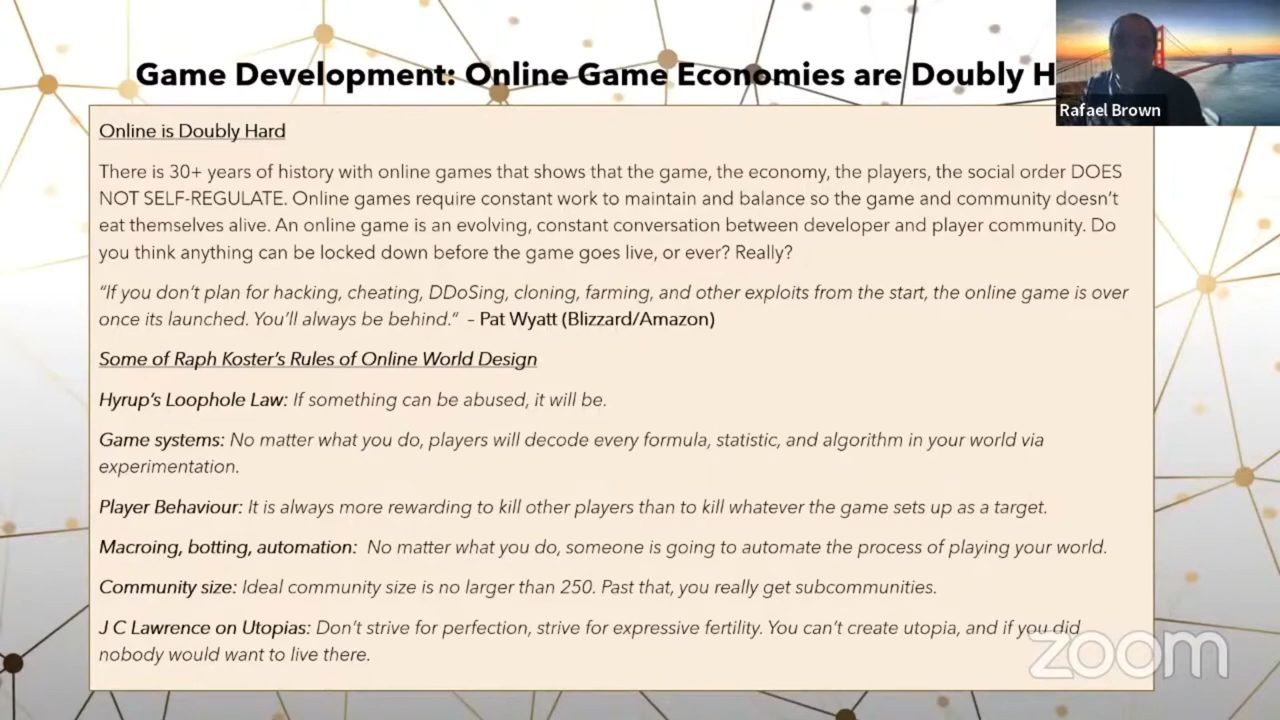 Game Development: Online Game Economies are Doubly H
Rafael Brown
Online is Doubly Hard
There is 30+ years of history with online games that shows that the game, the economy, the players, the social order DOES
NOT SELF-REGULATE. Online games require constant work to maintain and balance so the game and community doesn't
eat themselves alive. An online game is an evolving, constant conversation between developer and player community. Do
you think anything can be locked down before the game goes live, or ever? Really?
"If you don't plan for hacking, cheating, DDoSing, cloning, farming, and other exploits from the start, the online game is over
once its launched. You'll always be behind." – Pat Wyatt (Blizzard/Amazon)
Some of Raph Koster's Rules of Online World Design
Hyrup's Loophole Law: If something can be abused, it will be.
Game systems: No matter what you do, players will decode every formula, statistic, and algorithm in your world via
experimentation.
Player Behaviour: It is always more rewarding to kill other players than to kill whatever the game sets up as a target.
Macroing, botting, automation: No matter what you do, someone is going to automate the process of playing your world.
Community size: Ideal community size is no larger than 250. Past that, you really get subcommunities.
J C Lawrence on Utopias: Don't strive for perfection, strive for expressive fertility. You can't create utopia, and if you did
nobody would want to live there.
zoom